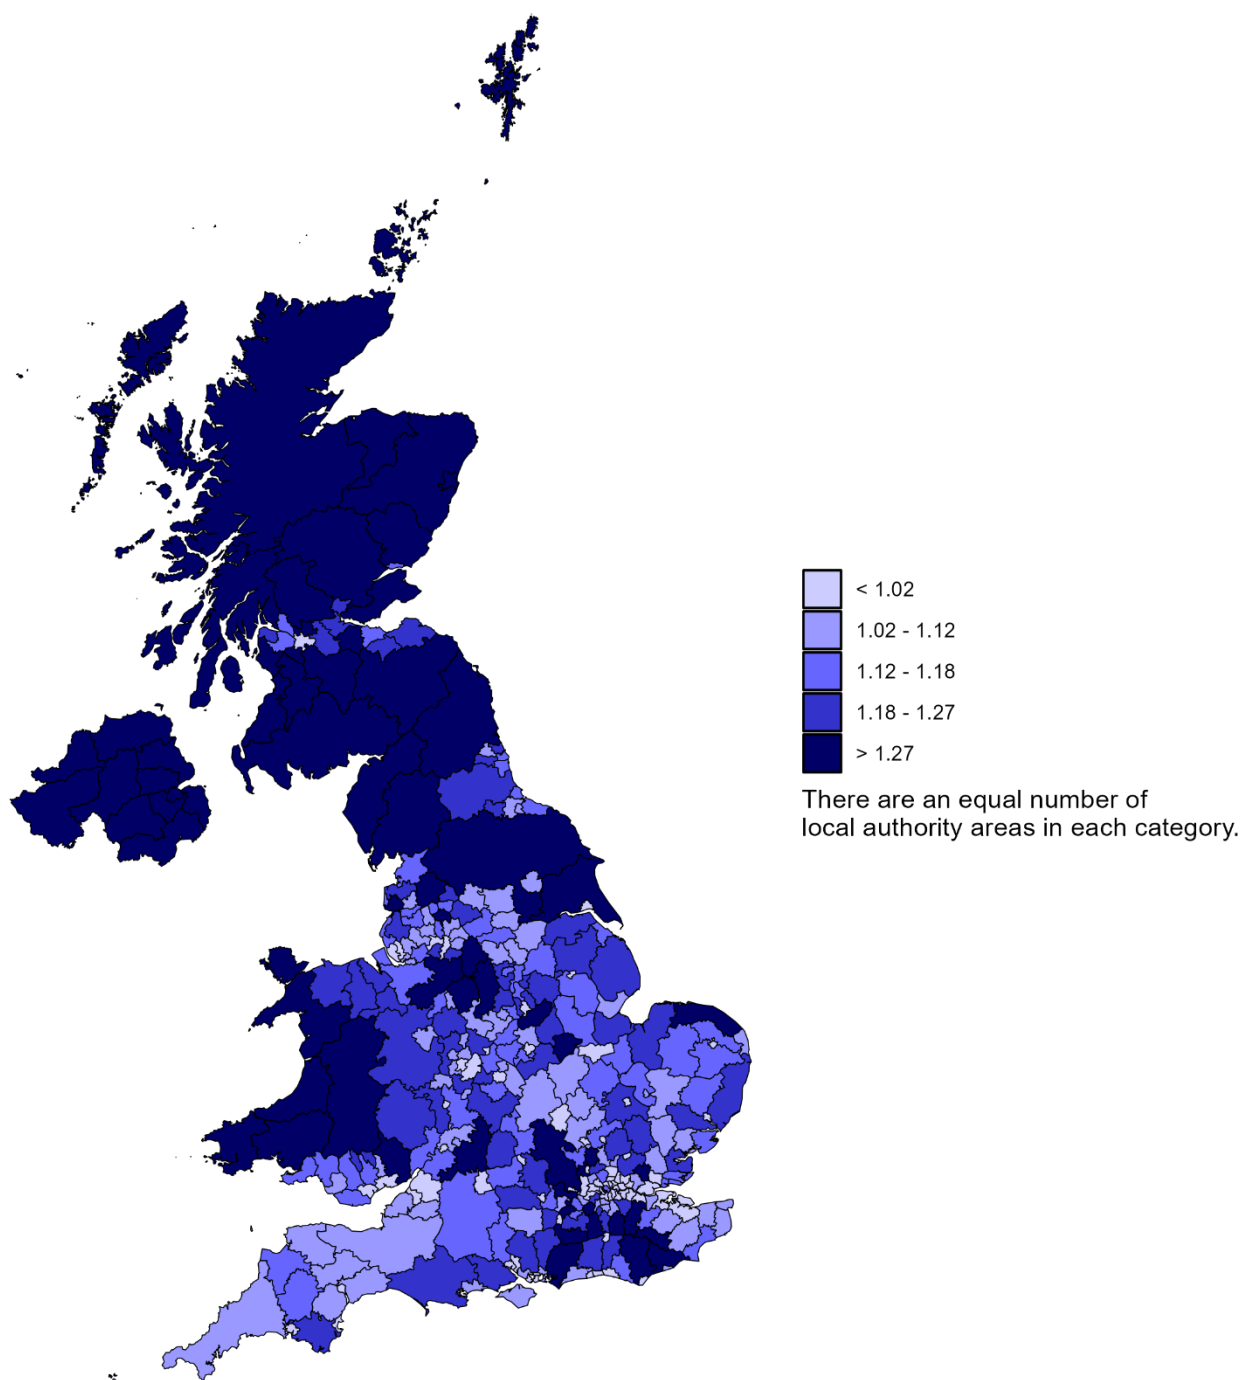 < 1.02
1.02 - 1.12
1.12 - 1.18
1.18 - 1.27
> 1.27
There are an equal number of
local authority areas in each category.